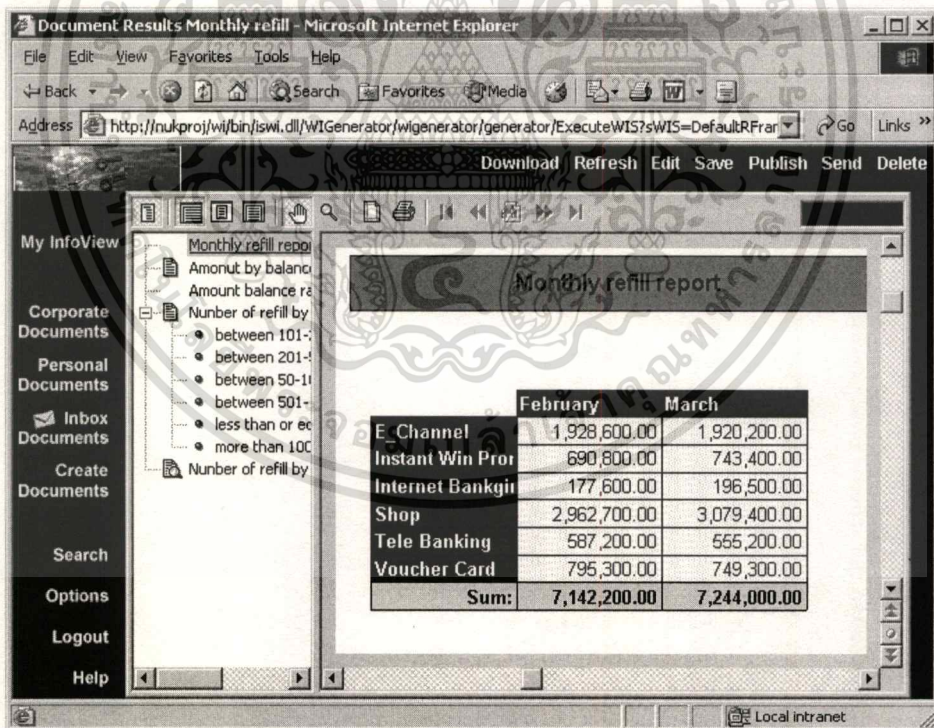 Document Results Monthly refill - Microsoft Internet Explorer
File Edit View Favorites Tools Help
Back Search Favorites Media
Address http://nukproj/wi/bin/iswi.dll/WIGenerator/wigenerator/generator/ExecuteWIS?sWIS=DefaultRFrar Go Links »
Download Refresh Edit Save Publish Send Delete
My InfoView
Corporate Documents
Personal Documents
Inbox Documents
Create Documents
Search
Options
Logout
Help
Monthly refill repor
Amonut by balance
Amount balance ra
Nunber of refill by
between 101-
between 201-
between 50-1
between 501-
less than or ec
more than 100
Nunber of refill by
Monthly refill report
February March
E_Channel 1,928,600.00 1,920,200.00
Instant Win Pror 690,800.00 743,400.00
Internet Bankgir 177,600.00 196,500.00
Shop 2,962,700.00 3,079,400.00
Tele Banking 587,200.00 555,200.00
Voucher Card 795,300.00 749,300.00
Sum: 7,142,200.00 7,244,000.00
Local intranet